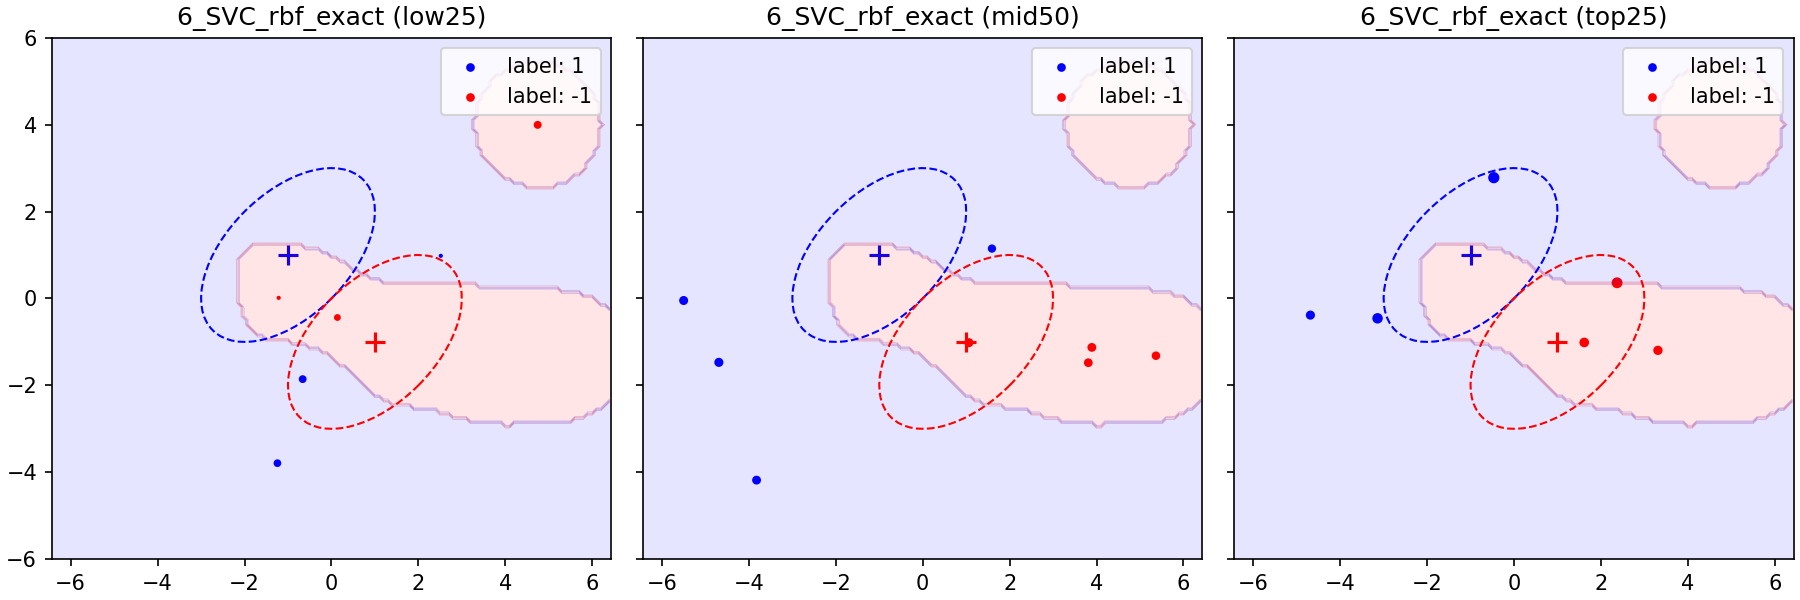 6_SVC_rbf_exact (low25)
6_SVC_rbf_exact (mid50)
6_SVC_rbf_exact (top25)
label: 1
label: -1
label: 1
label: -1
label: 1
label: -1
6
4
2
0
−2
−4
−6
−6 −4 −2 0 2 4 6
−6 −4 −2 0 2 4 6
−6 −4 −2 0 2 4 6